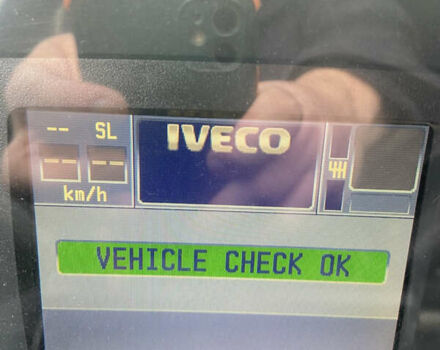 -- SL
IVECO
-- --
km/h
VEHICLE CHECK OK